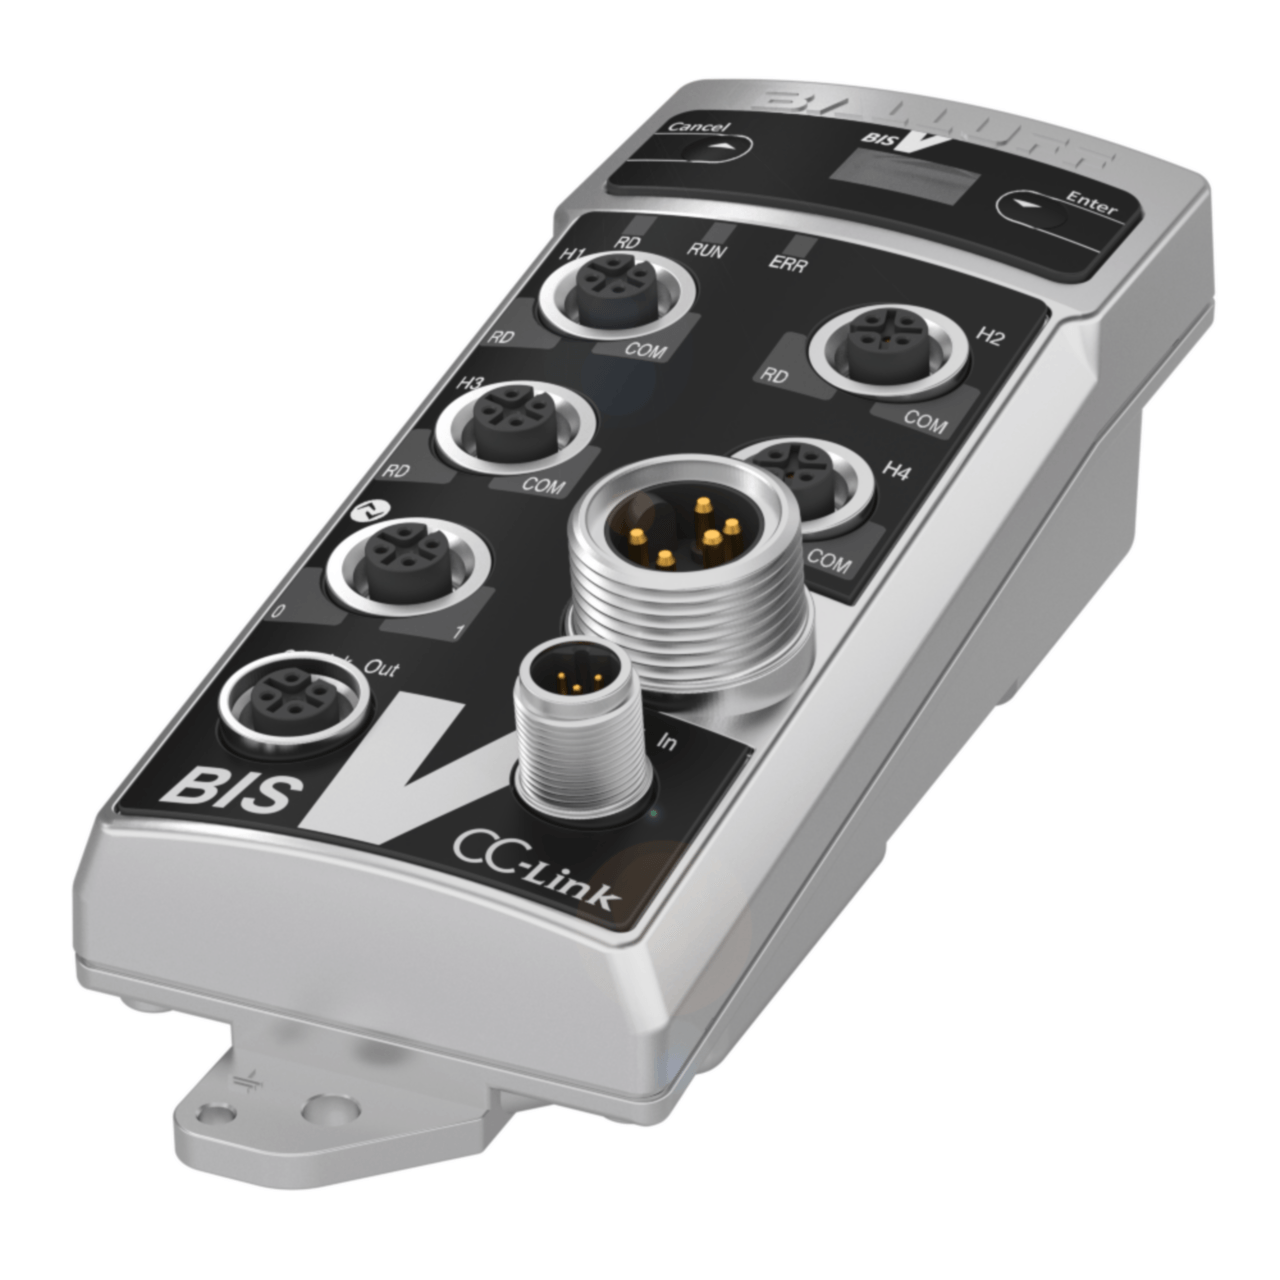 BALLUFF
Cancel
BIS V
Enter
RD
RUN
ERR
H1
RD
COM
H2
RD
COM
H3
RD
COM
H4
COM
0
1
Out
In
BIS V
CC-Link